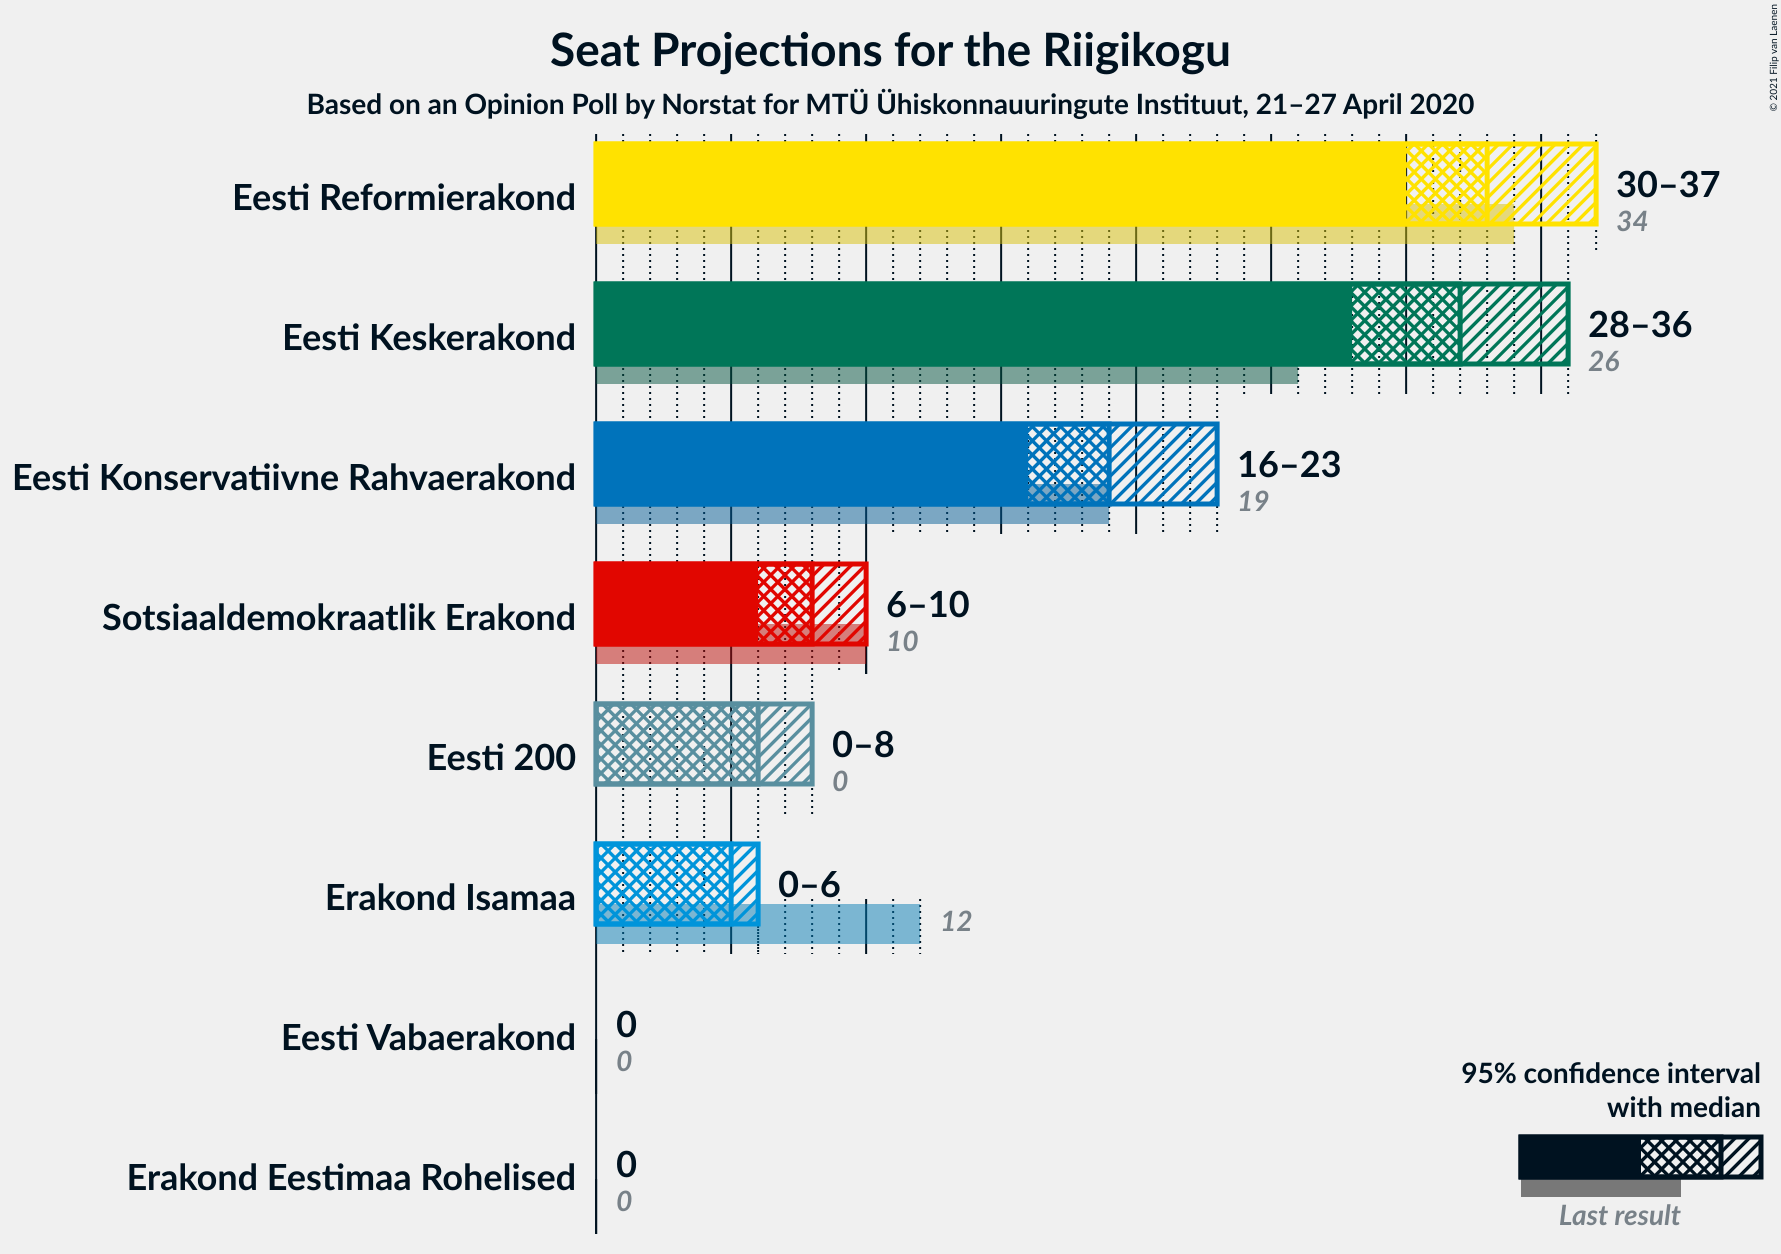 Seat Projections for the Riigikogu
Based on an Opinion Poll by Norstat for MTÜ Ühiskonnauuringute Instituut, 21–27 April 2020
© 2021 Filip van Laenen
Eesti Reformierakond
30–37
34
Eesti Keskerakond
28–36
26
Eesti Konservatiivne Rahvaerakond
16–23
19
Sotsiaaldemokraatlik Erakond
6–10
10
Eesti 200
0–8
0
Erakond Isamaa
0–6
12
Eesti Vabaerakond
0
0
Erakond Eestimaa Rohelised
0
0
95% confidence interval
with median
Last result